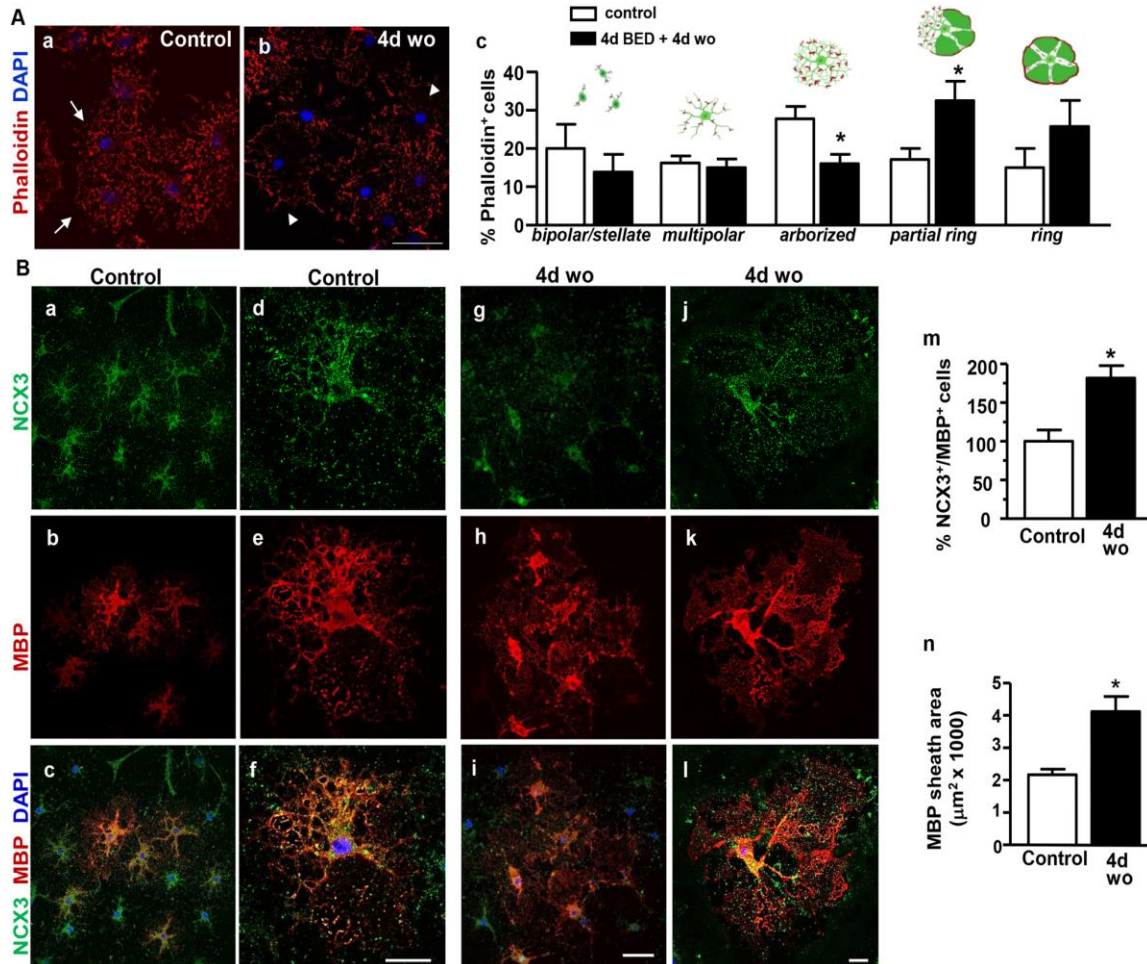 A
a
Control
b
4d wo
Phalloidin DAPI
c
control
4d BED + 4d wo
% Phalloidin⁺ cells
40
30
20
10
0
*
*
bipolar/stellate
multipolar
arborized
partial ring
ring
B
Control
Control
4d wo
4d wo
NCX3
a
d
g
j
MBP
b
e
h
k
NCX3 MBP DAPI
c
f
i
l
m
% NCX3⁺/MBP⁺ cells
200
150
100
50
0
*
Control
4d
wo
n
MBP sheath area
(µm² x 1000)
5
4
3
2
1
0
*
Control
4d
wo